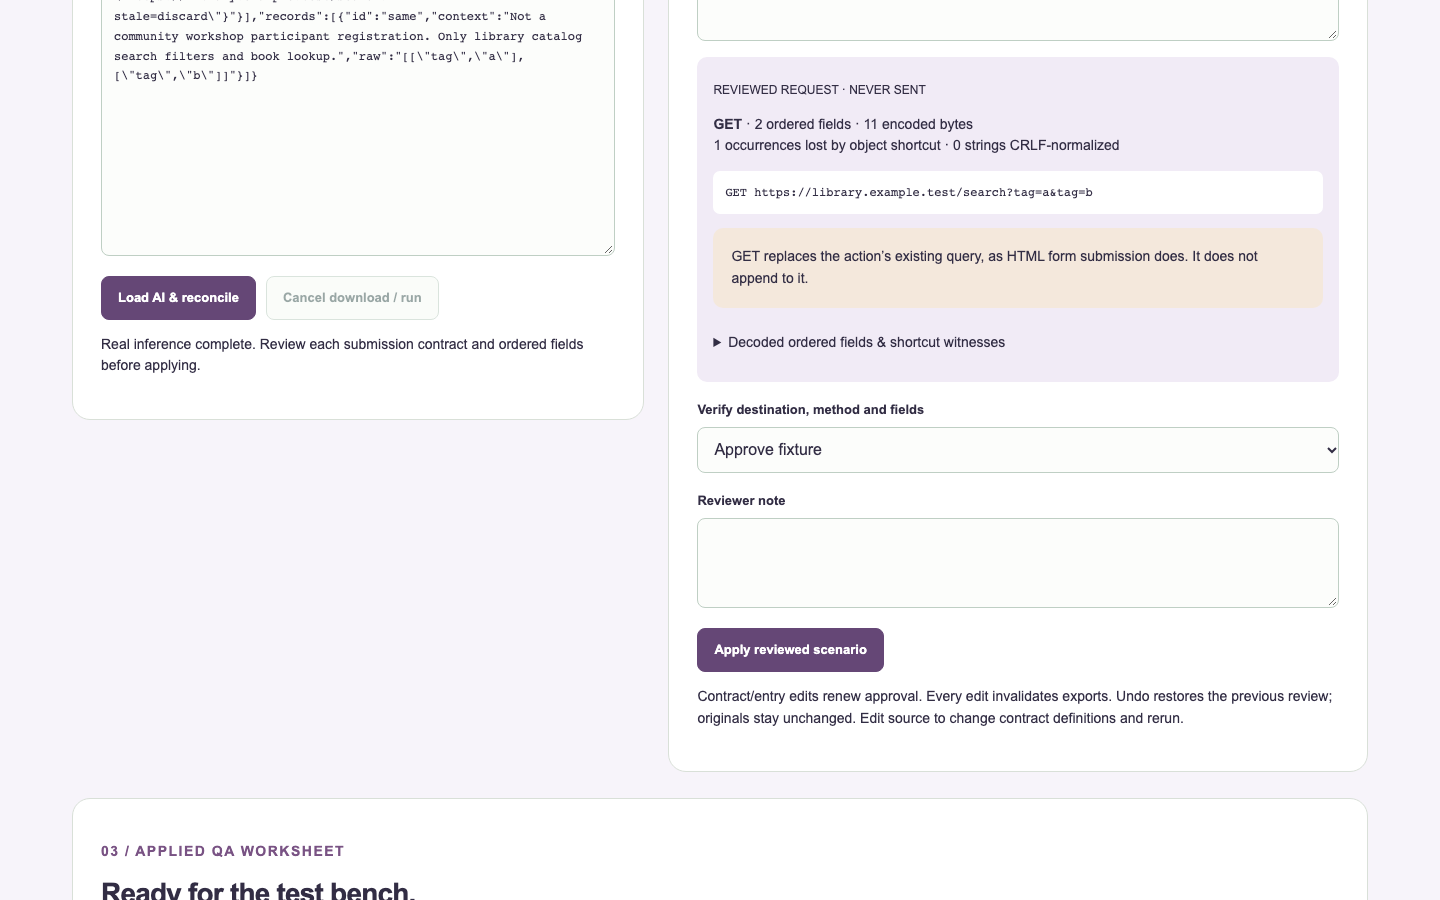 stale=discard\"}"}],"records":[{"id":"same","context":"Not a
community workshop participant registration. Only library catalog
search filters and book lookup.","raw":"[[\"tag\",\"a\"],
[\"tag\",\"b\"]]"}]}
Load AI & reconcile
Cancel download / run
Real inference complete. Review each submission contract and ordered fields
before applying.
REVIEWED REQUEST · NEVER SENT
GET · 2 ordered fields · 11 encoded bytes
1 occurrences lost by object shortcut · 0 strings CRLF-normalized
GET https://library.example.test/search?tag=a&tag=b
GET replaces the action’s existing query, as HTML form submission does. It does not
append to it.
Decoded ordered fields & shortcut witnesses
Verify destination, method and fields
Approve fixture
Reviewer note
Apply reviewed scenario
Contract/entry edits renew approval. Every edit invalidates exports. Undo restores the previous review;
originals stay unchanged. Edit source to change contract definitions and rerun.
03 / APPLIED QA WORKSHEET
Ready for the test bench.